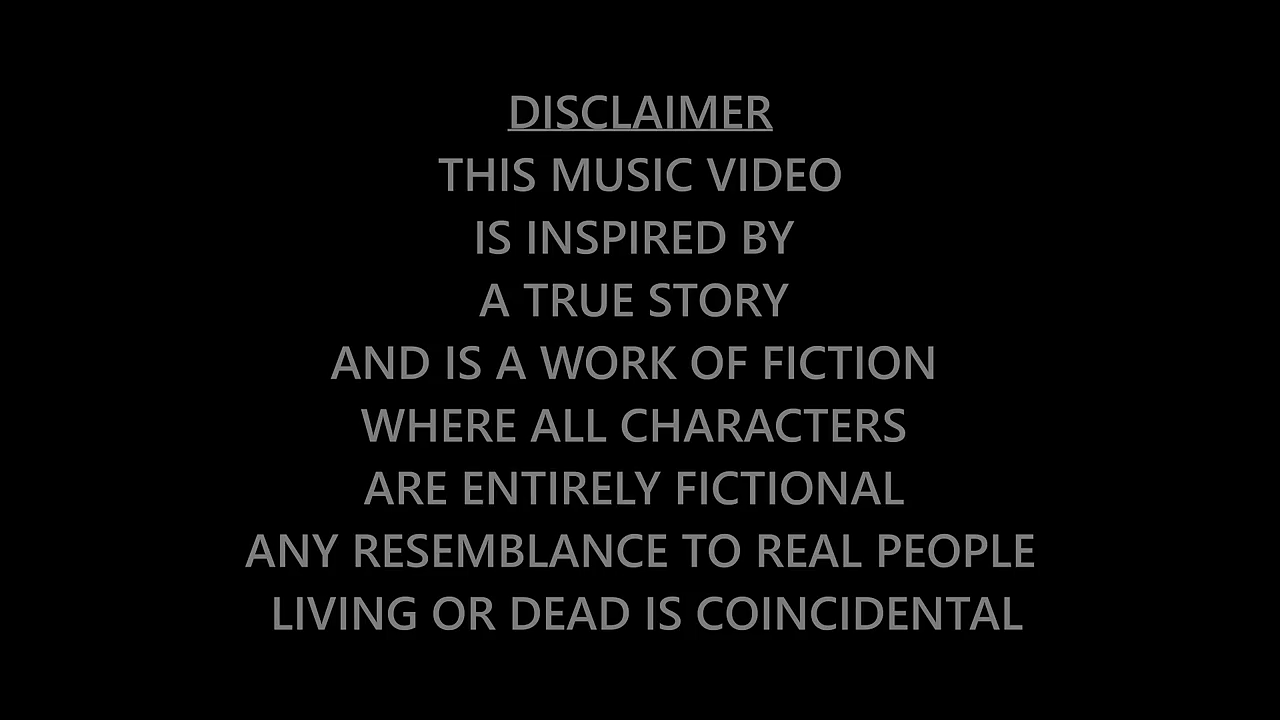 DISCLAIMER
THIS MUSIC VIDEO
IS INSPIRED BY
A TRUE STORY
AND IS A WORK OF FICTION
WHERE ALL CHARACTERS
ARE ENTIRELY FICTIONAL
ANY RESEMBLANCE TO REAL PEOPLE
LIVING OR DEAD IS COINCIDENTAL